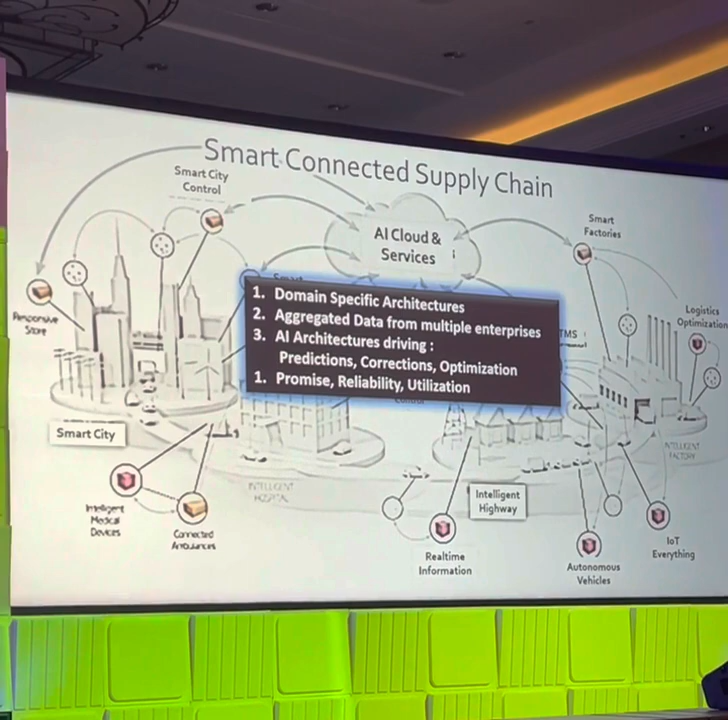 Smart Connected Supply Chain
Smart City
Control
AI Cloud &
Services
Smart
Factories
Responsive
Store
Logistics
Optimization
TMS
1. Domain Specific Architectures
2. Aggregated Data from multiple enterprises
3. AI Architectures driving :
Predictions, Corrections, Optimization
1. Promise, Reliability, Utilization
Smart City
INTELLIGENT
HOSPITAL
INTELLIGENT
FACTORY
Intelligent
Highway
Intelligent
Medical
Devices
Connected
Ambulances
Realtime
Information
Autonomous
Vehicles
IoT
Everything